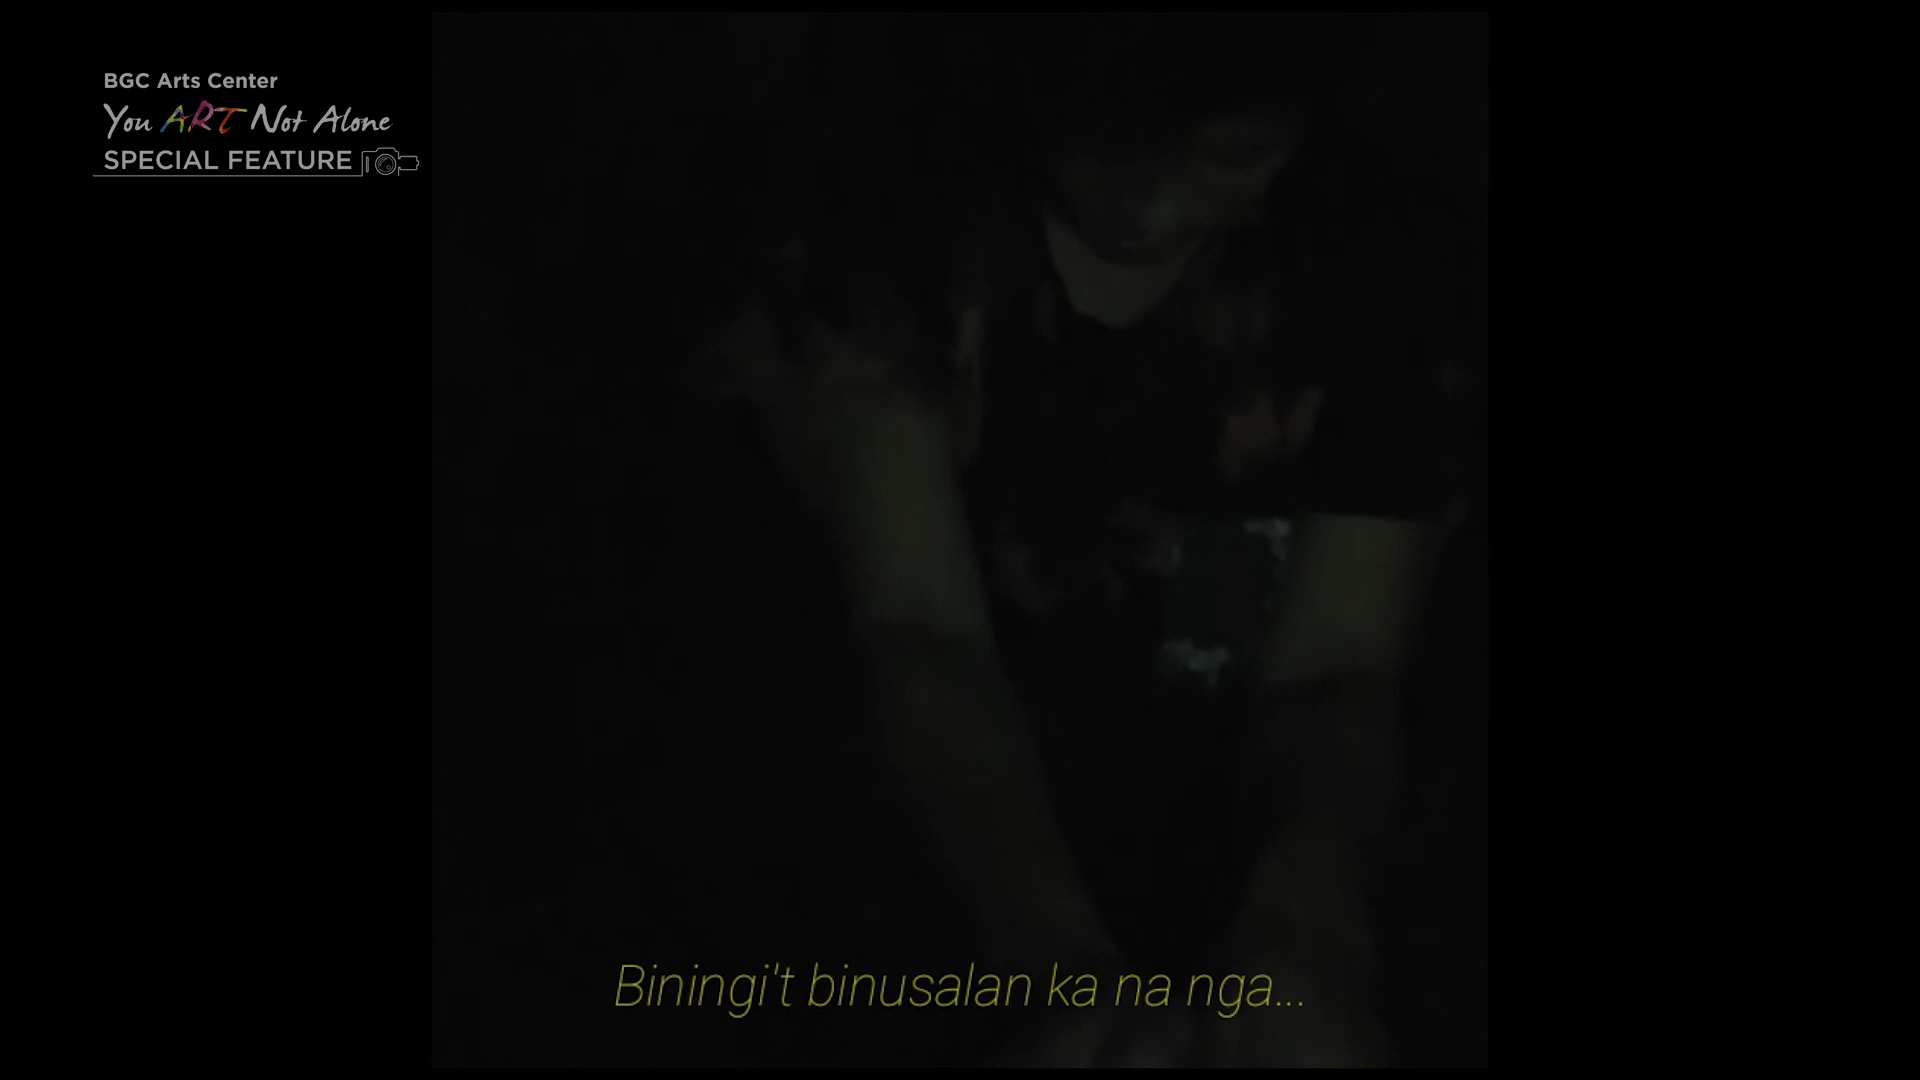 BGC Arts Center
You ART Not Alone
SPECIAL FEATURE
Biningi't binusalan ka na nga...